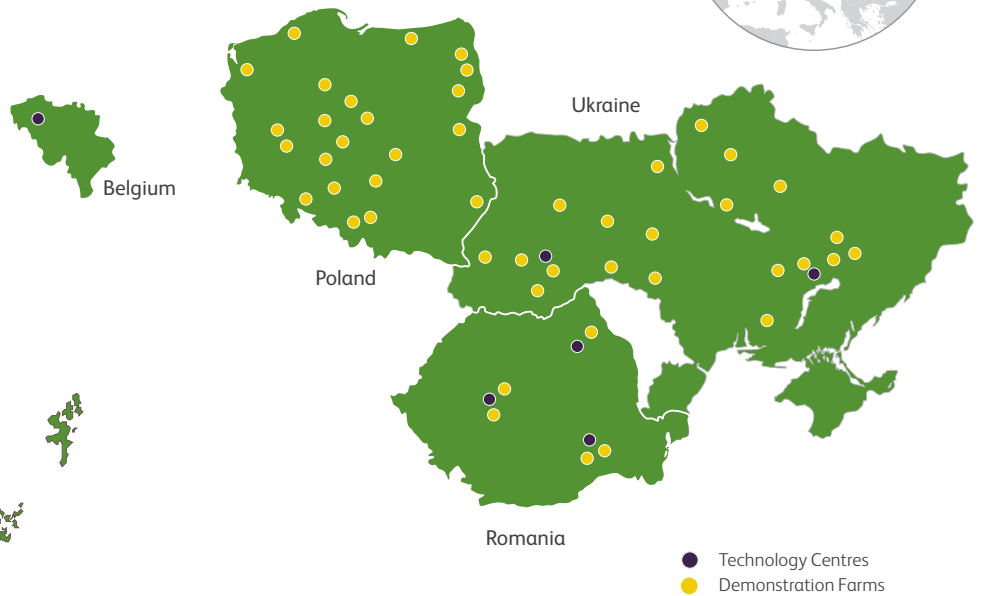 Ukraine
Belgium
Poland
Romania
Technology Centres
Demonstration Farms